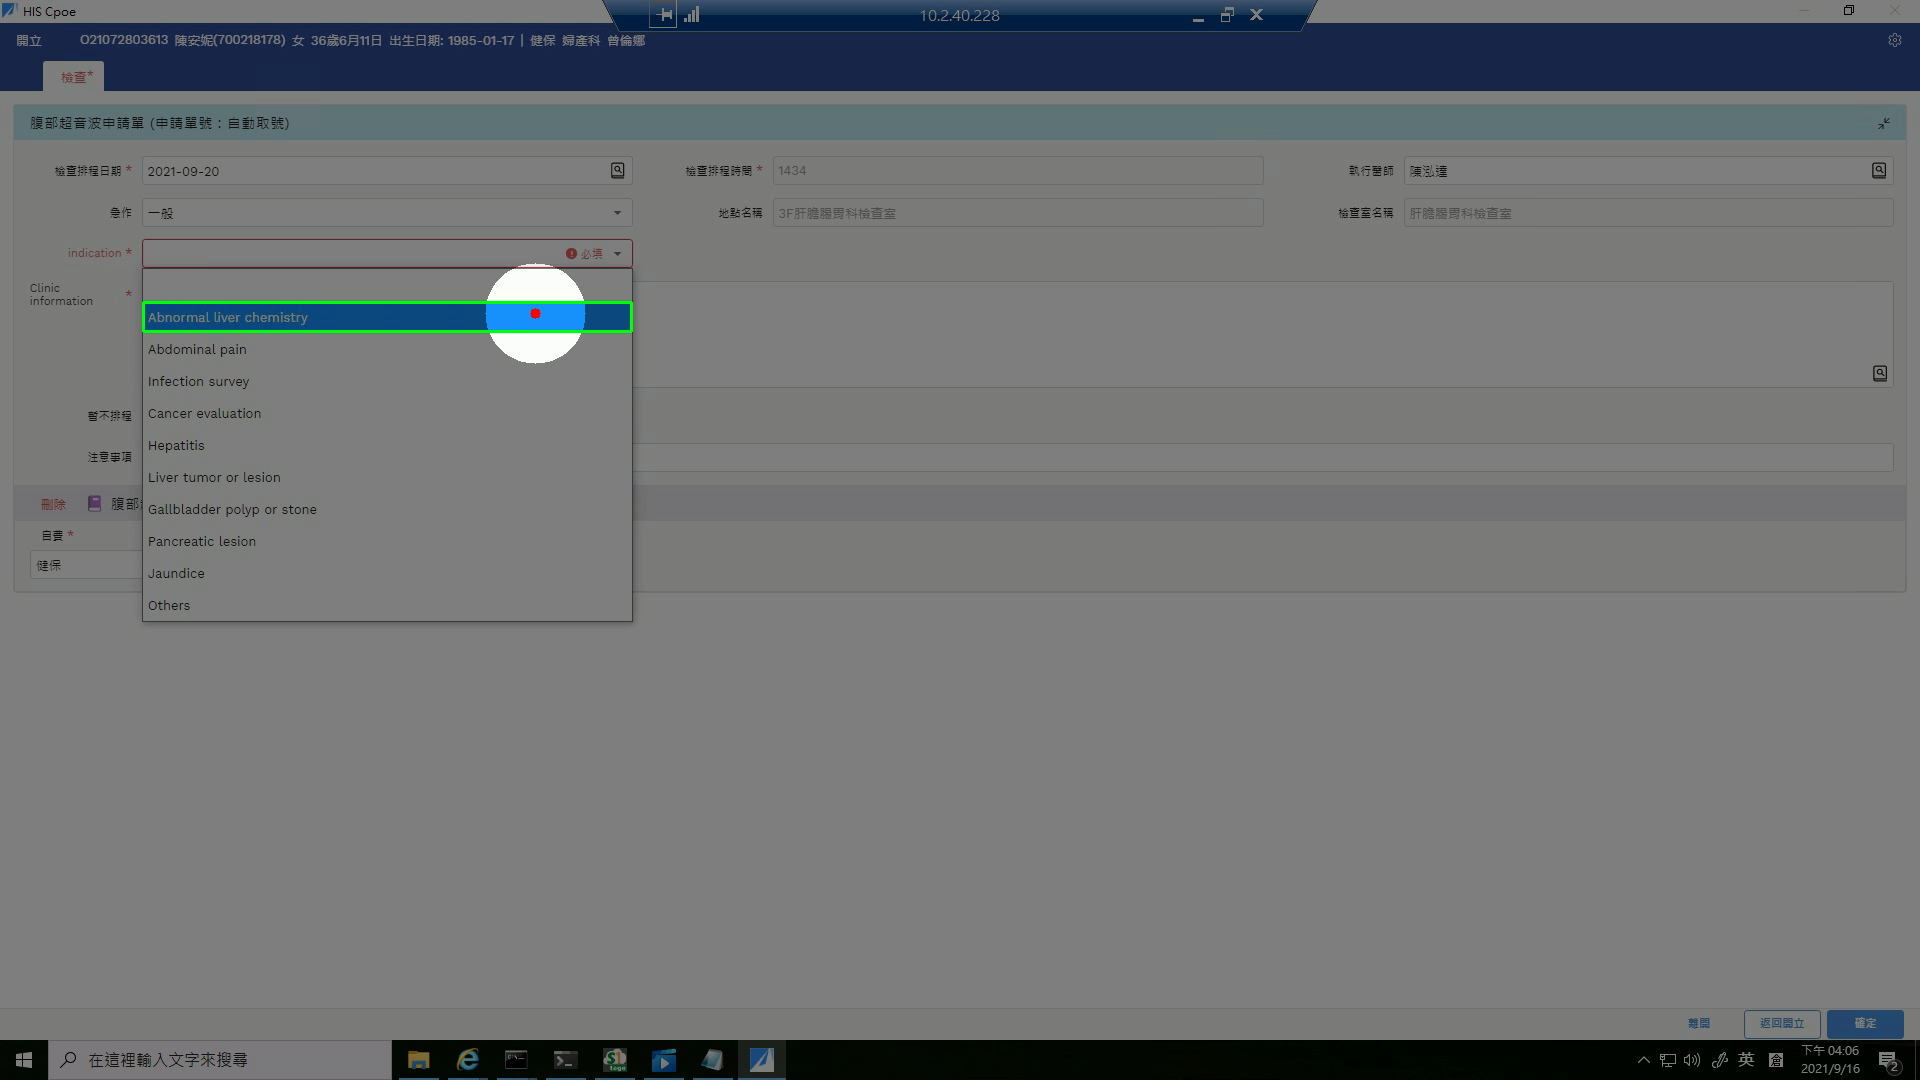 HIS Cpoe
10.2.40.228
開立 O21072803613 陳安妮(700218178) 女 36歲6月11日 出生日期: 1985-01-17 | 健保 婦產科 曾倫娜
檢查*
腹部超音波申請單 (申請單號：自動取號)
檢查排程日期 * 2021-09-20 檢查排程時間 * 1434 執行醫師 陳泓達
急作 一般 地點名稱 3F肝膽腸胃科檢查室 檢查室名稱 肝膽腸胃科檢查室
indication * 必填
Clinic
information *
Abnormal liver chemistry
Abdominal pain
Infection survey
暫不排程 Cancer evaluation
Hepatitis
注意事項
Liver tumor or lesion
刪除 腹部 Gallbladder polyp or stone
自費 * Pancreatic lesion
健保 Jaundice
Others
離開 返回開立 確定
在這裡輸入文字來搜尋
英 下午 04:06
2021/9/16 2